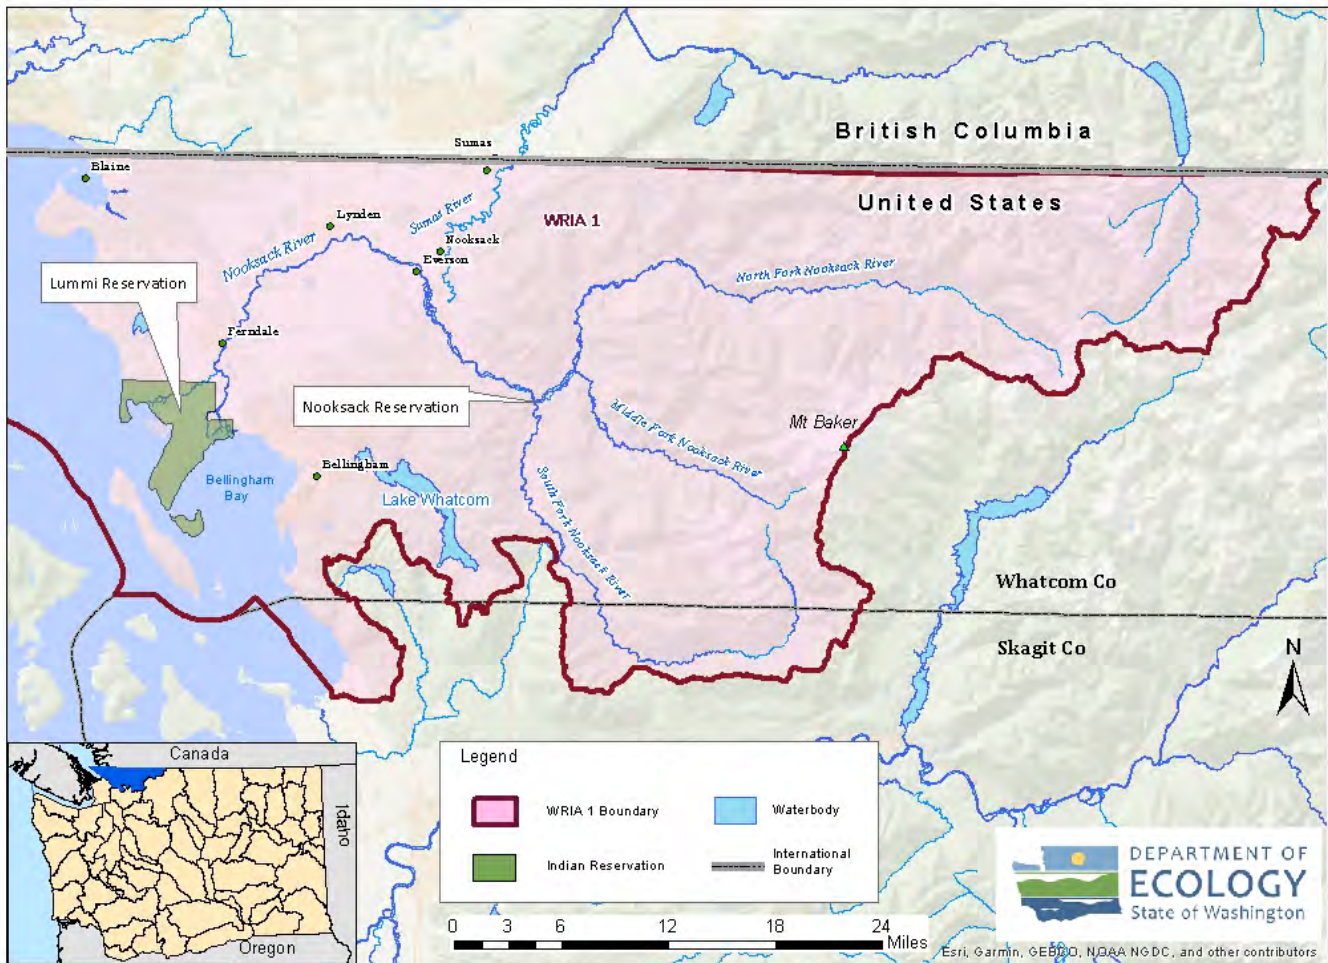 British Columbia
Sumas
Blaine
United States
Lynden
Sumas River
WRIA 1
Nooksack River
Nooksack
Everson
North Fork Nooksack River
Lummi Reservation
Ferndale
Nooksack Reservation
Middle Fork Nooksack River
Mt Baker
Bellingham
Bellingham
Bay
Lake Whatcom
South Fork Nooksack River
Whatcom Co
Skagit Co
N
Canada
Idaho
Oregon
Legend
WRIA 1 Boundary
Waterbody
Indian Reservation
International
Boundary
0 3 6 12 18 24
Miles
DEPARTMENT OF
ECOLOGY
State of Washington
Esri, Garmin, GEBCO, NOAA NGDC, and other contributors